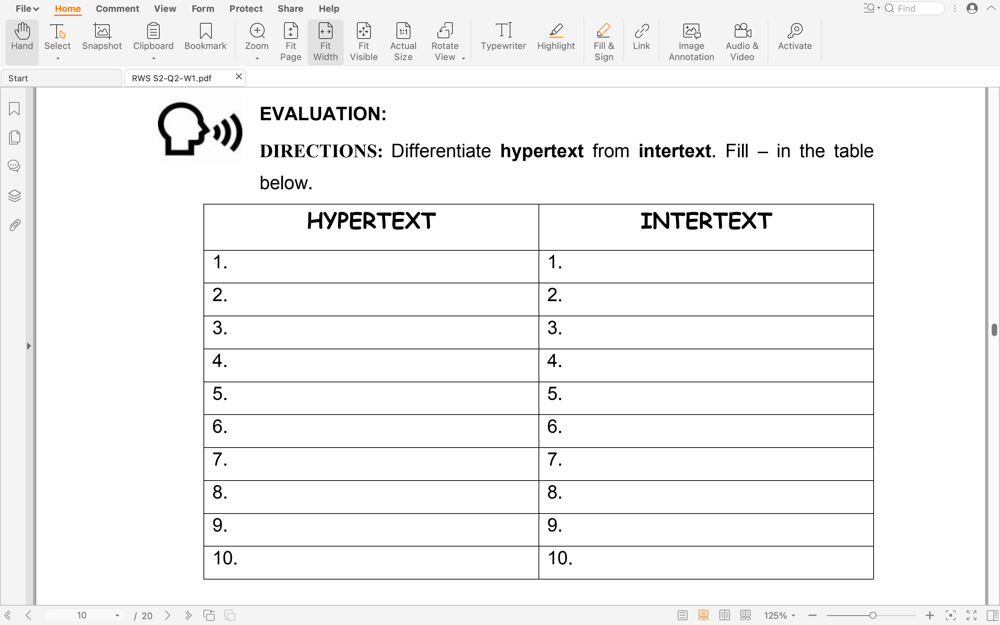 File Home Comment View Form Protect Share Help Find
Hand Select Snapshot Clipboard Bookmark Zoom Fit Page Fit Width Fit Visible Actual Size Rotate View Typewriter Highlight Fill & Sign Link Image Annotation Audio & Video Activate
Start RWS S2-Q2-W1.pdf
EVALUATION:
DIRECTIONS: Differentiate hypertext from intertext. Fill – in the table
below.
HYPERTEXT INTERTEXT
1. 1.
2. 2.
3. 3.
4. 4.
5. 5.
6. 6.
7. 7.
8. 8.
9. 9.
10. 10.
10 / 20 125%